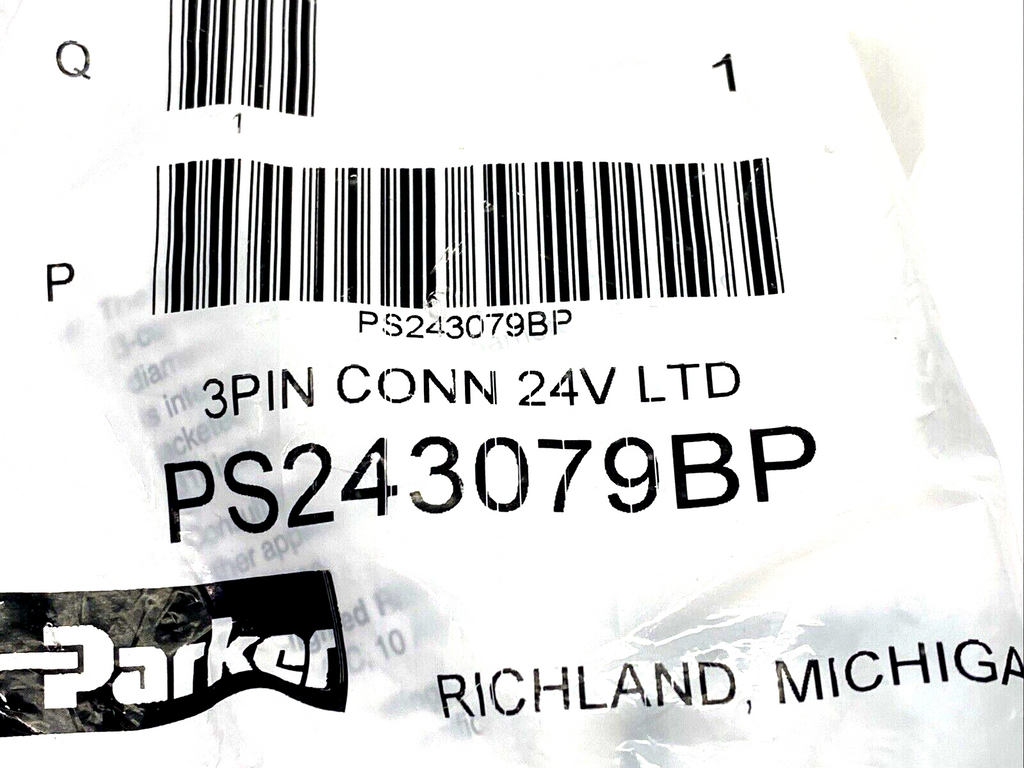 Q
1
1
P
PS243079BP
3PIN CONN 24V LTD
PS243079BP
Parker
RICHLAND, MICHIGA